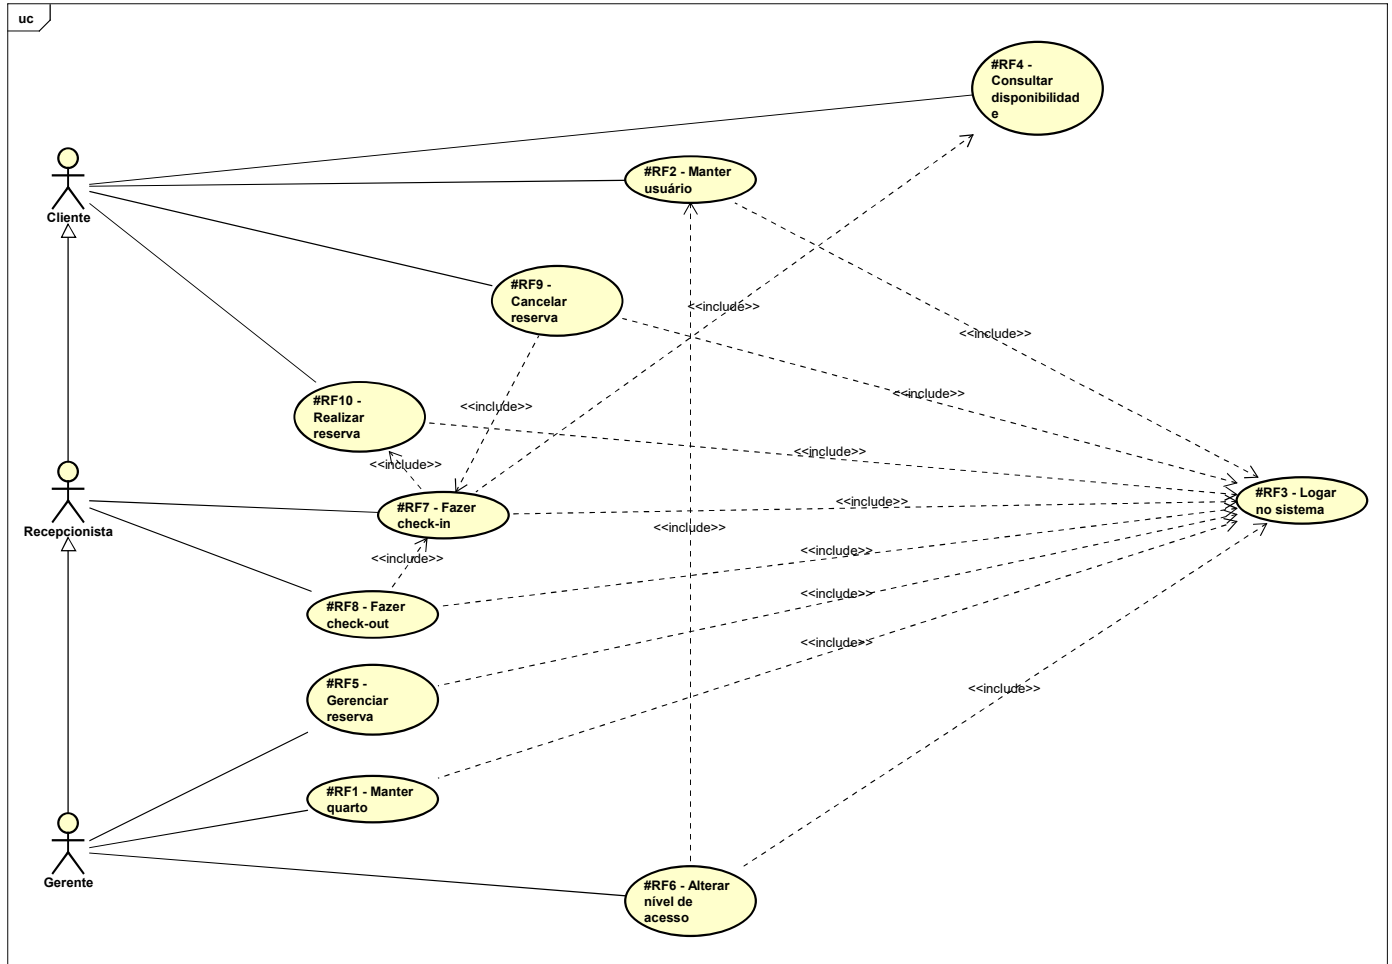 uc
#RF4 -
Consultar
disponibilidad
e
#RF2 - Manter
usuário
Cliente
#RF9 -
Cancelar
reserva
<<include>>
<<include>>
<<include>>
#RF10 -
Realizar
reserva
<<include>>
<<include>>
<<include>>
#RF3 - Logar
no sistema
#RF7 - Fazer
check-in
<<include>>
Recepcionista
<<include>>
<<include>>
<<include>>
#RF8 - Fazer
check-out
<<include>>
<<include>>
#RF5 -
Gerenciar
reserva
<<include>>
#RF1 - Manter
quarto
Gerente
#RF6 - Alterar
nível de
acesso